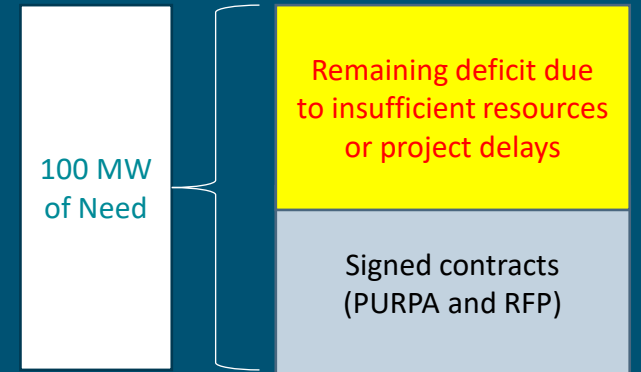 100 MW
of Need
Remaining deficit due
to insufficient resources
or project delays
Signed contracts
(PURPA and RFP)